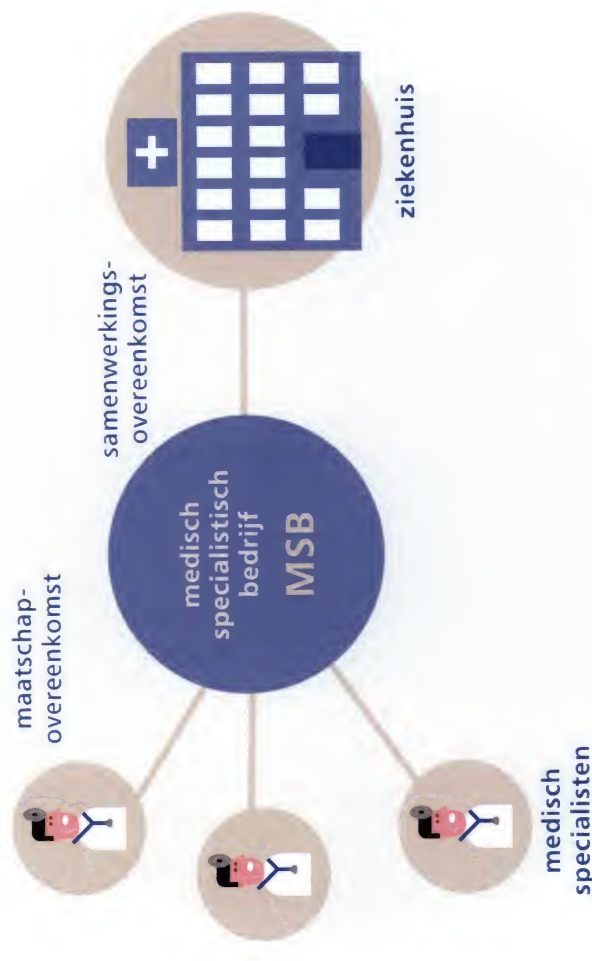 maatschap-
overeenkomst
medisch
specialisten
medisch
specialistisch
bedrijf
MSB
samenwerkings-
overeenkomst
ziekenhuis